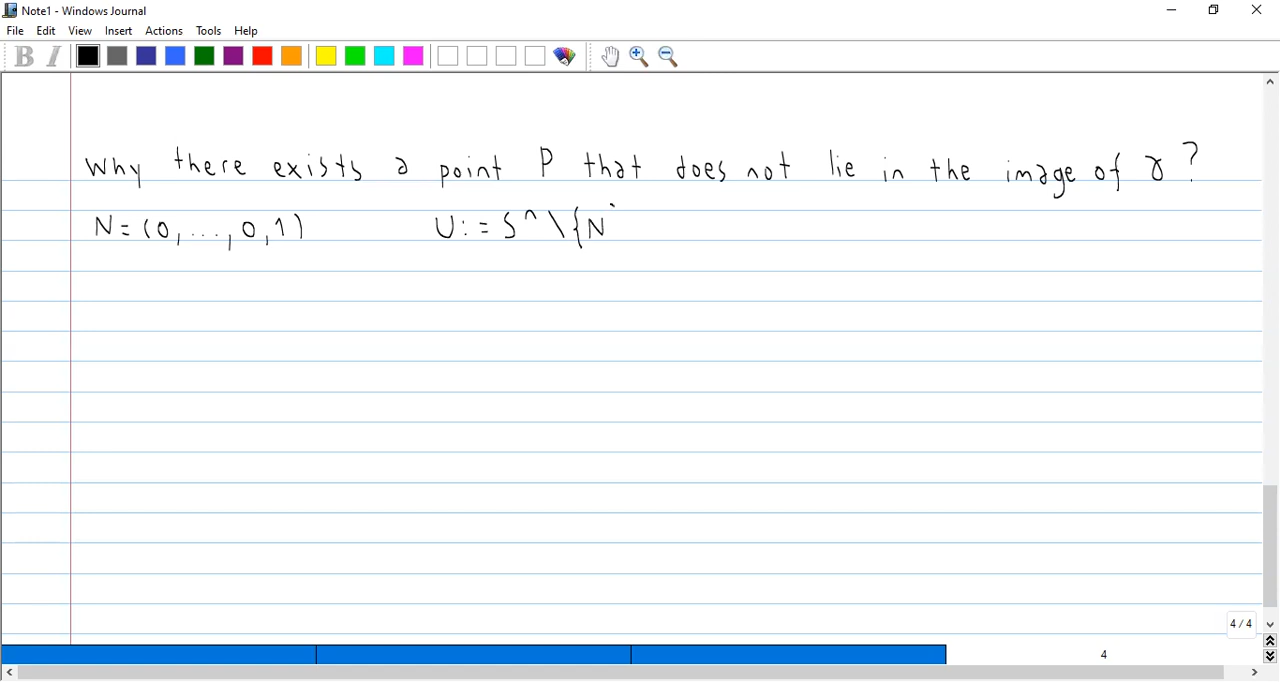 Note1 - Windows Journal
File Edit View Insert Actions Tools Help
B I
Why there exists a point P that does not lie in the image of γ?
N=(0,...,0,1) U:= S^n \{N
4 / 4
4